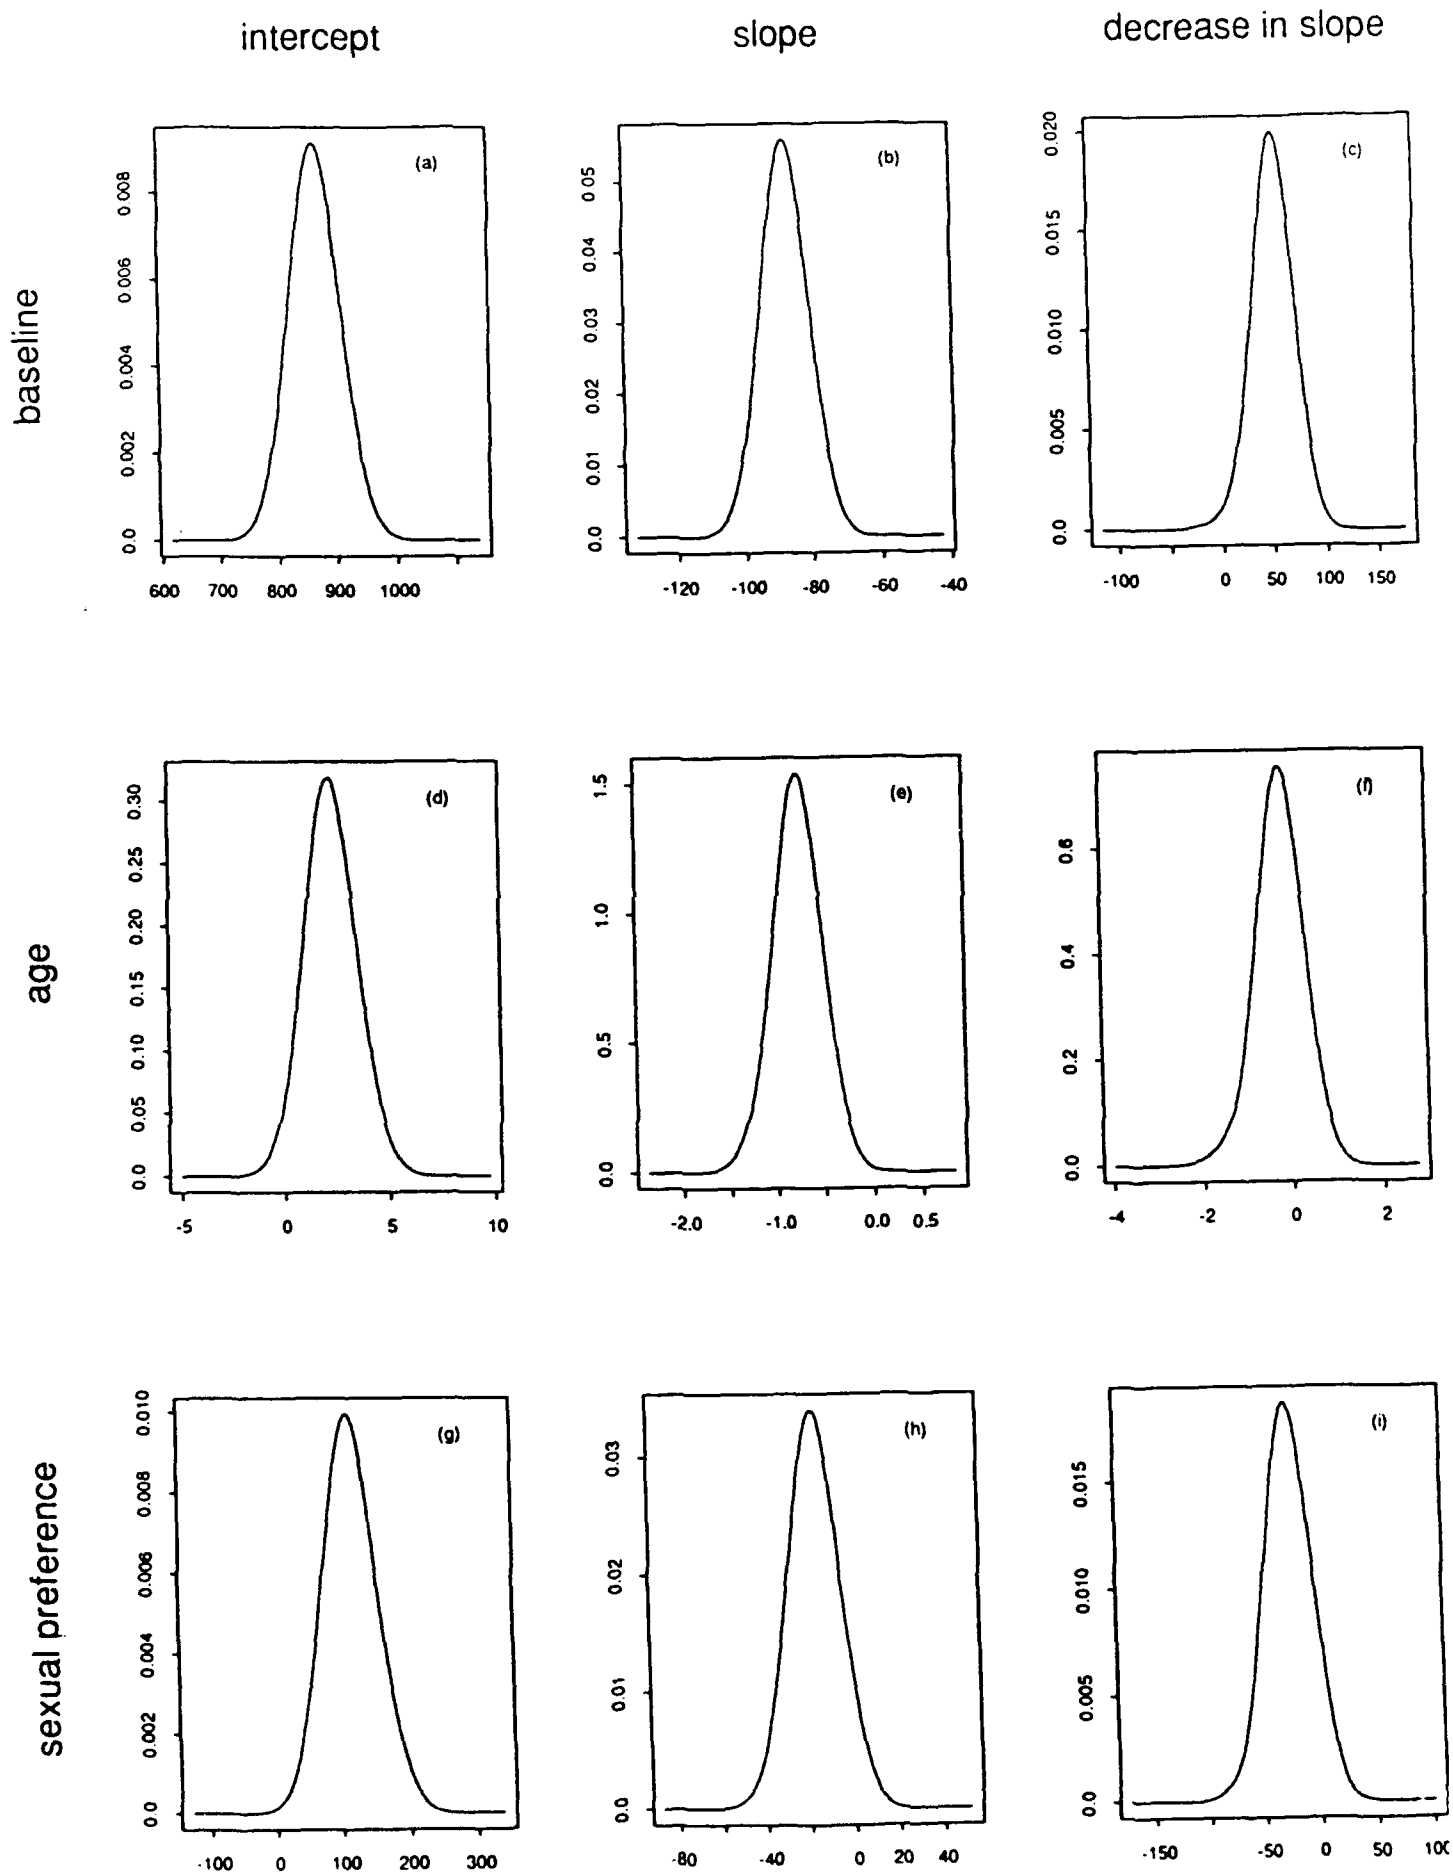 intercept
slope
decrease in slope
baseline
(a)
0.008
0.006
0.004
0.002
0.0
600 700 800 900 1000
(b)
0.05
0.04
0.03
0.02
0.01
0.0
-120 -100 -80 -60 -40
(c)
0.020
0.015
0.010
0.005
0.0
-100 0 50 100 150
age
(d)
0.30
0.25
0.20
0.15
0.10
0.05
0.0
-5 0 5 10
(e)
1.5
1.0
0.5
0.0
-2.0 -1.0 0.0 0.5
(f)
0.6
0.4
0.2
0.0
-4 -2 0 2
sexual preference
(g)
0.010
0.008
0.006
0.004
0.002
0.0
-100 0 100 200 300
(h)
0.03
0.02
0.01
0.0
-80 -40 0 20 40
(i)
0.015
0.010
0.005
0.0
-150 -50 0 50 100